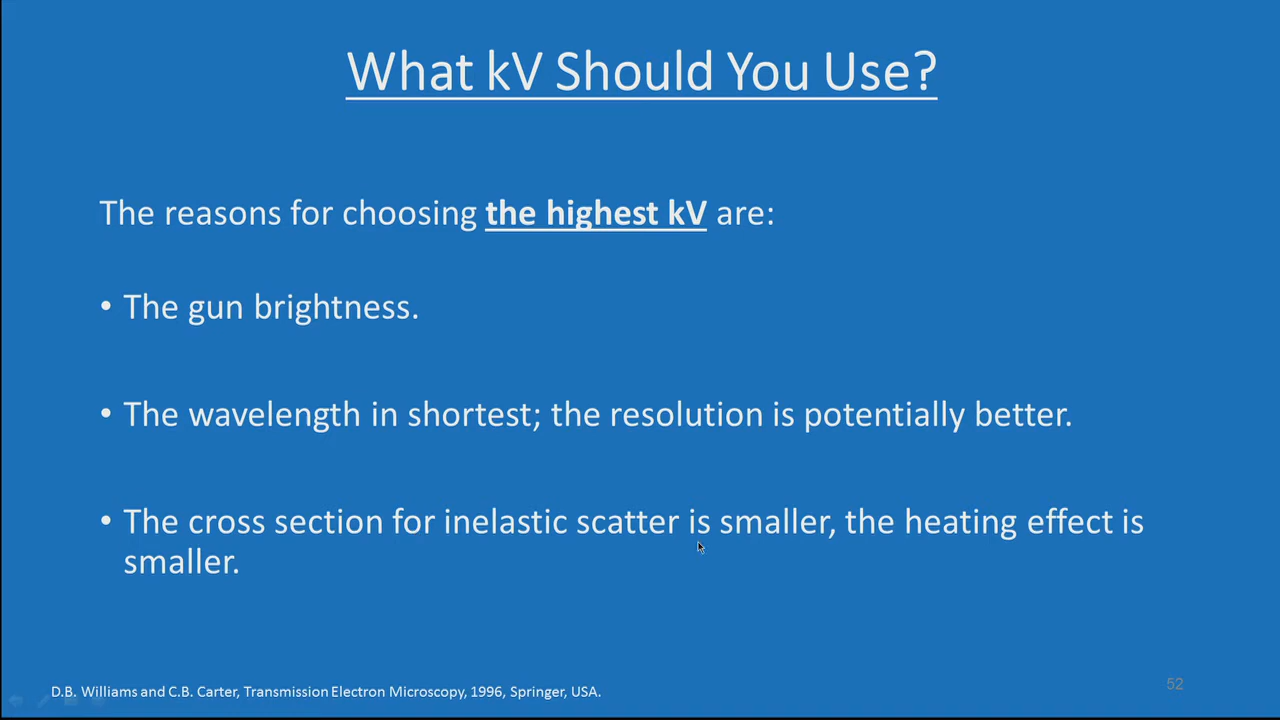 What kV Should You Use?
The reasons for choosing the highest kV are:
• The gun brightness.
• The wavelength in shortest; the resolution is potentially better.
• The cross section for inelastic scatter is smaller, the heating effect is
smaller.
D.B. Williams and C.B. Carter, Transmission Electron Microscopy, 1996, Springer, USA.
52